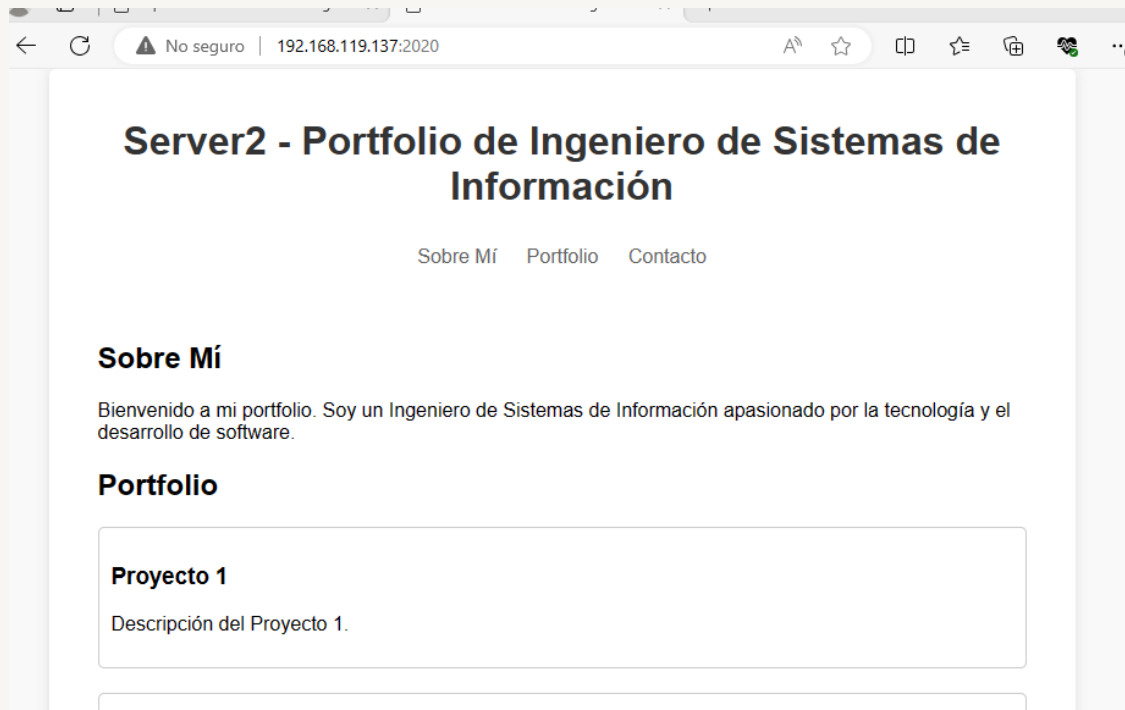 No seguro | 192.168.119.137:2020
Server2 - Portfolio de Ingeniero de Sistemas de
Información
Sobre Mí Portfolio Contacto
Sobre Mí
Bienvenido a mi portfolio. Soy un Ingeniero de Sistemas de Información apasionado por la tecnología y el
desarrollo de software.
Portfolio
Proyecto 1
Descripción del Proyecto 1.